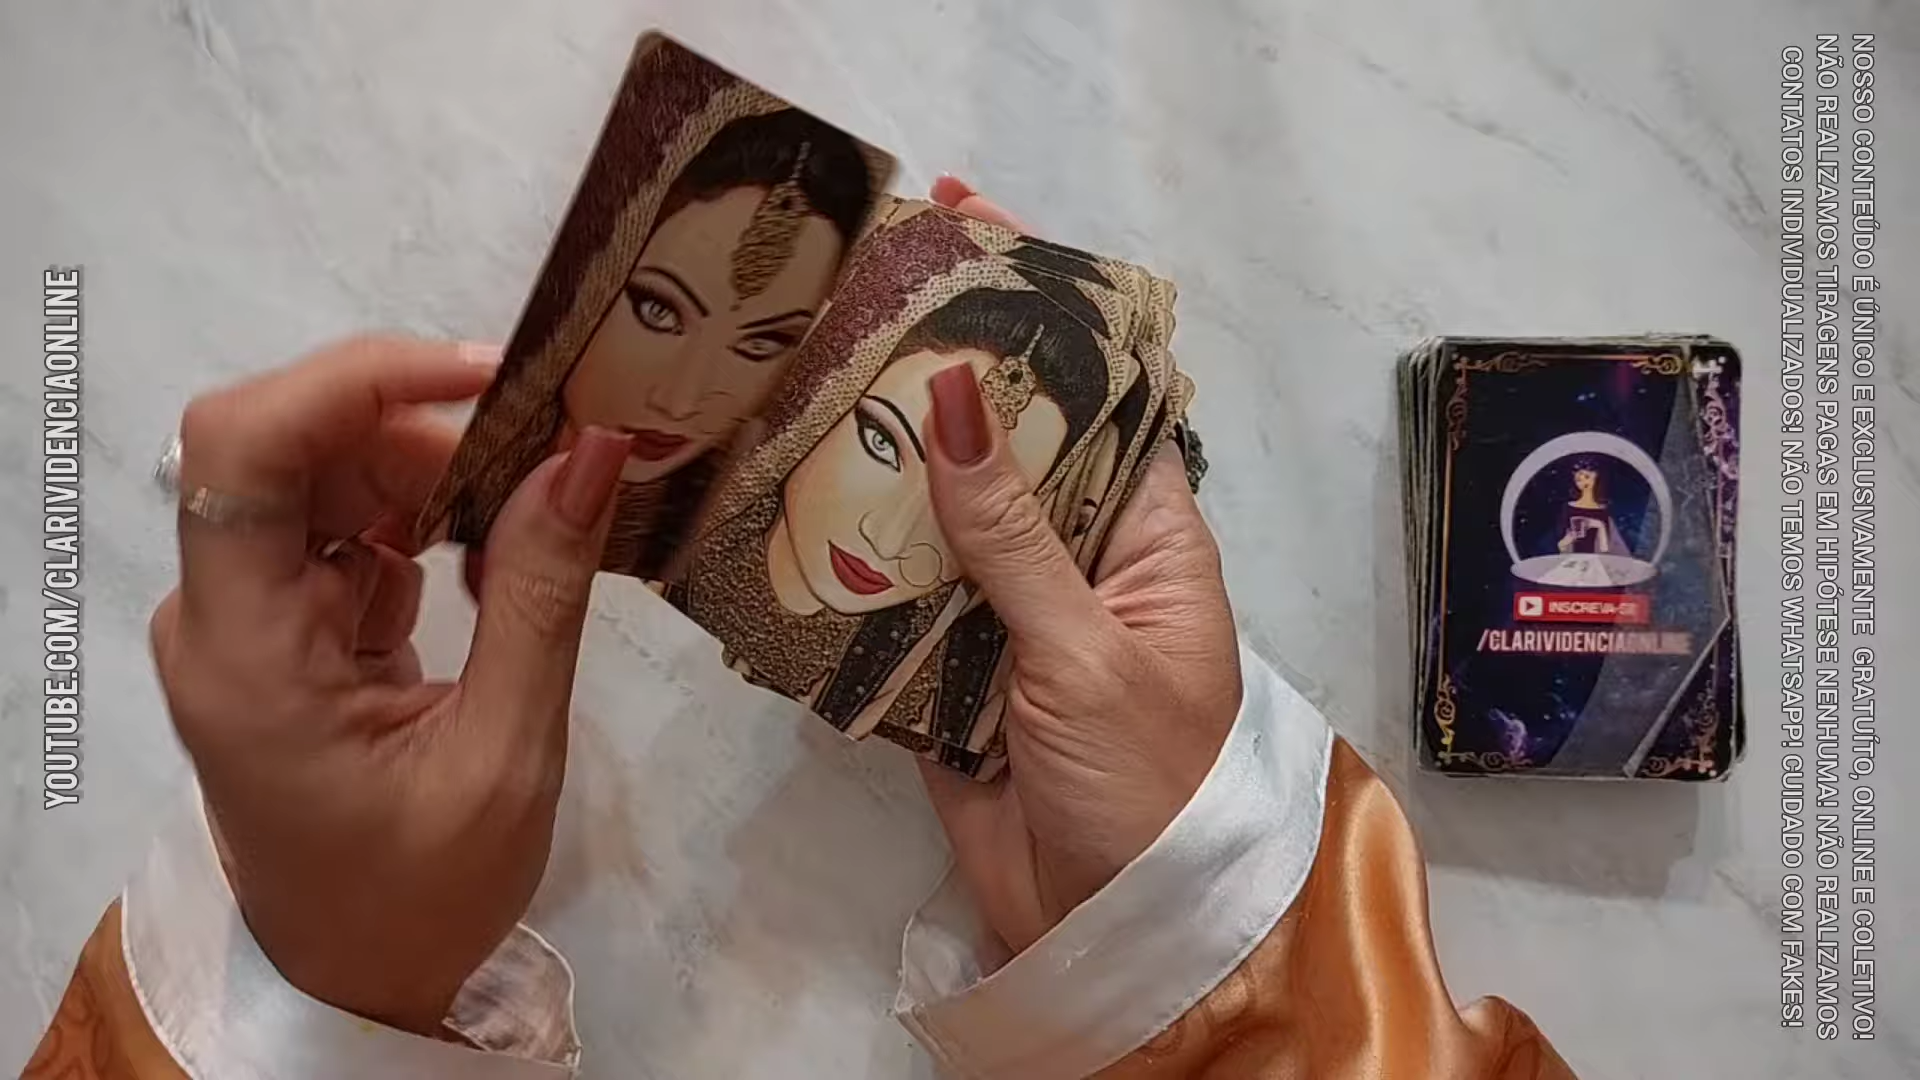 YOUTUBE.COM/CLARIVIDENCIAONLINE
INSCREVA-SE
/CLARIVIDENCIAONLINE
NOSSO CONTEÚDO É ÚNICO E EXCLUSIVAMENTE GRATUÍTO, ONLINE E COLETIVO!
NÃO REALIZAMOS TIRAGENS PAGAS EM HIPÓTESE NENHUMA! NÃO REALIZAMOS
CONTATOS INDIVIDUALIZADOS! NÃO TEMOS WHATSAPP! CUIDADO COM FAKES!